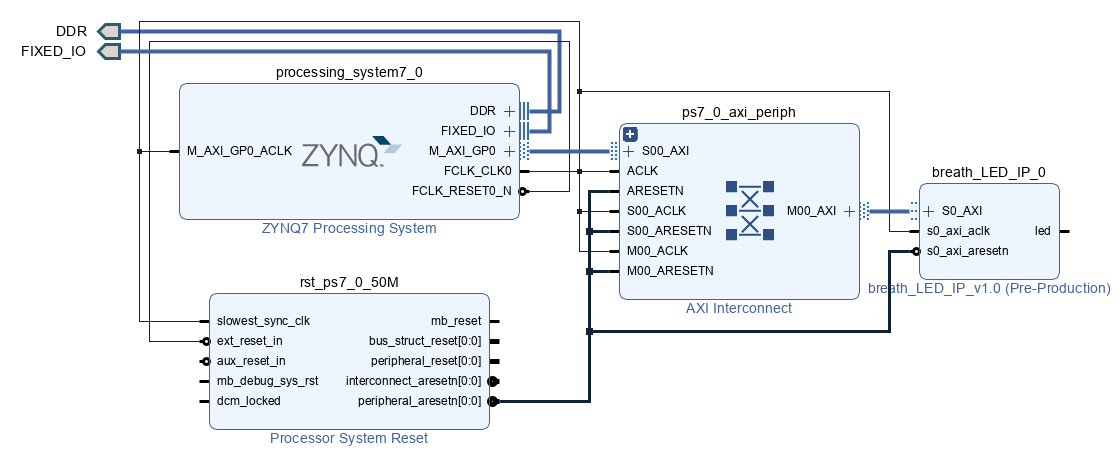 DDR
FIXED_IO
processing_system7_0
DDR
FIXED_IO
M_AXI_GP0_ACLK
ZYNQ
M_AXI_GP0
FCLK_CLK0
FCLK_RESET0_N
ZYNQ7 Processing System
ps7_0_axi_periph
S00_AXI
ACLK
ARESETN
S00_ACLK
M00_AXI
S00_ARESETN
M00_ACLK
M00_ARESETN
AXI Interconnect
breath_LED_IP_0
S0_AXI
s0_axi_aclk
led
s0_axi_aresetn
breath_LED_IP_v1.0 (Pre-Production)
rst_ps7_0_50M
slowest_sync_clk
mb_reset
ext_reset_in
bus_struct_reset[0:0]
aux_reset_in
peripheral_reset[0:0]
mb_debug_sys_rst
interconnect_aresetn[0:0]
dcm_locked
peripheral_aresetn[0:0]
Processor System Reset